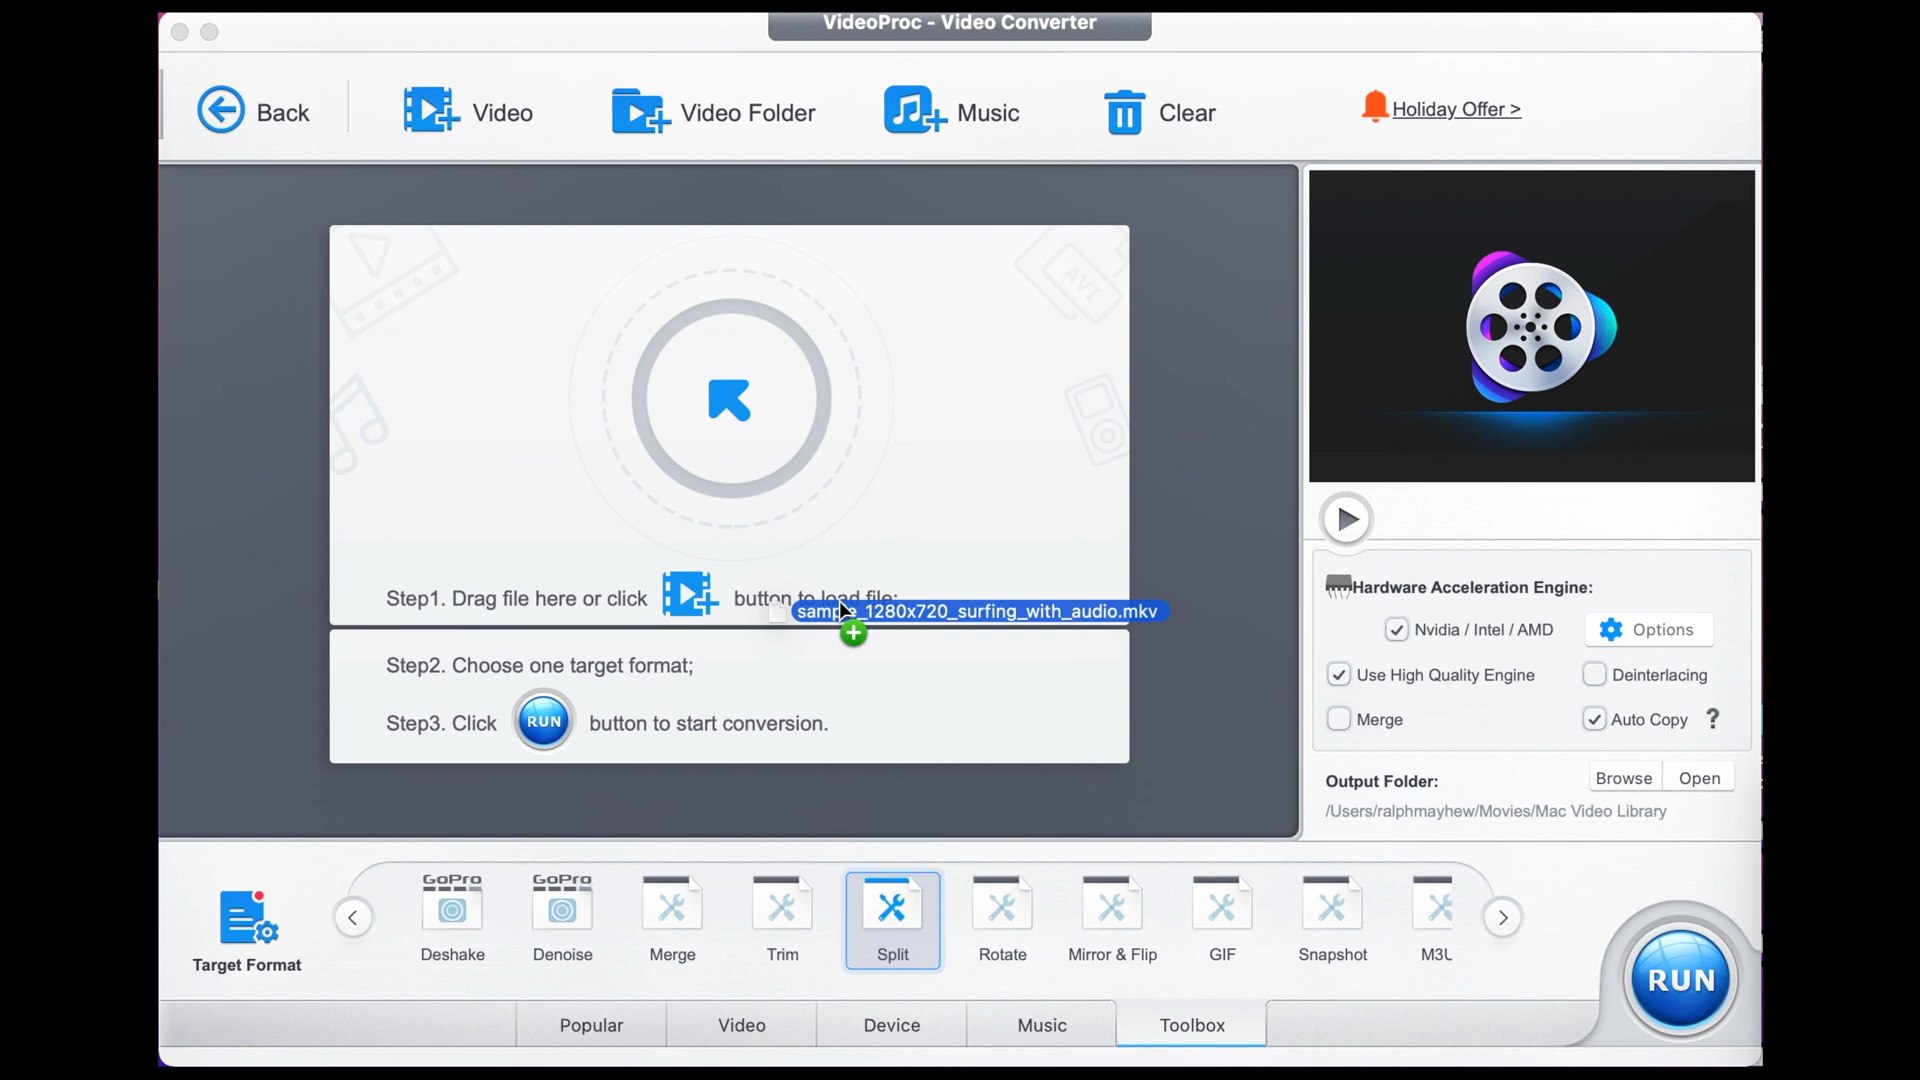 VideoProc - Video Converter
Back
Video
Video Folder
Music
Clear
Holiday Offer >
AVI
Step1. Drag file here or click button to load file;
sample_1280x720_surfing_with_audio.mkv
Step2. Choose one target format;
Step3. Click RUN button to start conversion.
Hardware Acceleration Engine:
Nvidia / Intel / AMD
Options
Use High Quality Engine
Deinterlacing
Merge
Auto Copy ?
Output Folder:
Browse
Open
/Users/ralphmayhew/Movies/Mac Video Library
Target Format
GoPro
Deshake
GoPro
Denoise
Merge
Trim
Split
Rotate
Mirror & Flip
GIF
Snapshot
M3U
RUN
Popular
Video
Device
Music
Toolbox